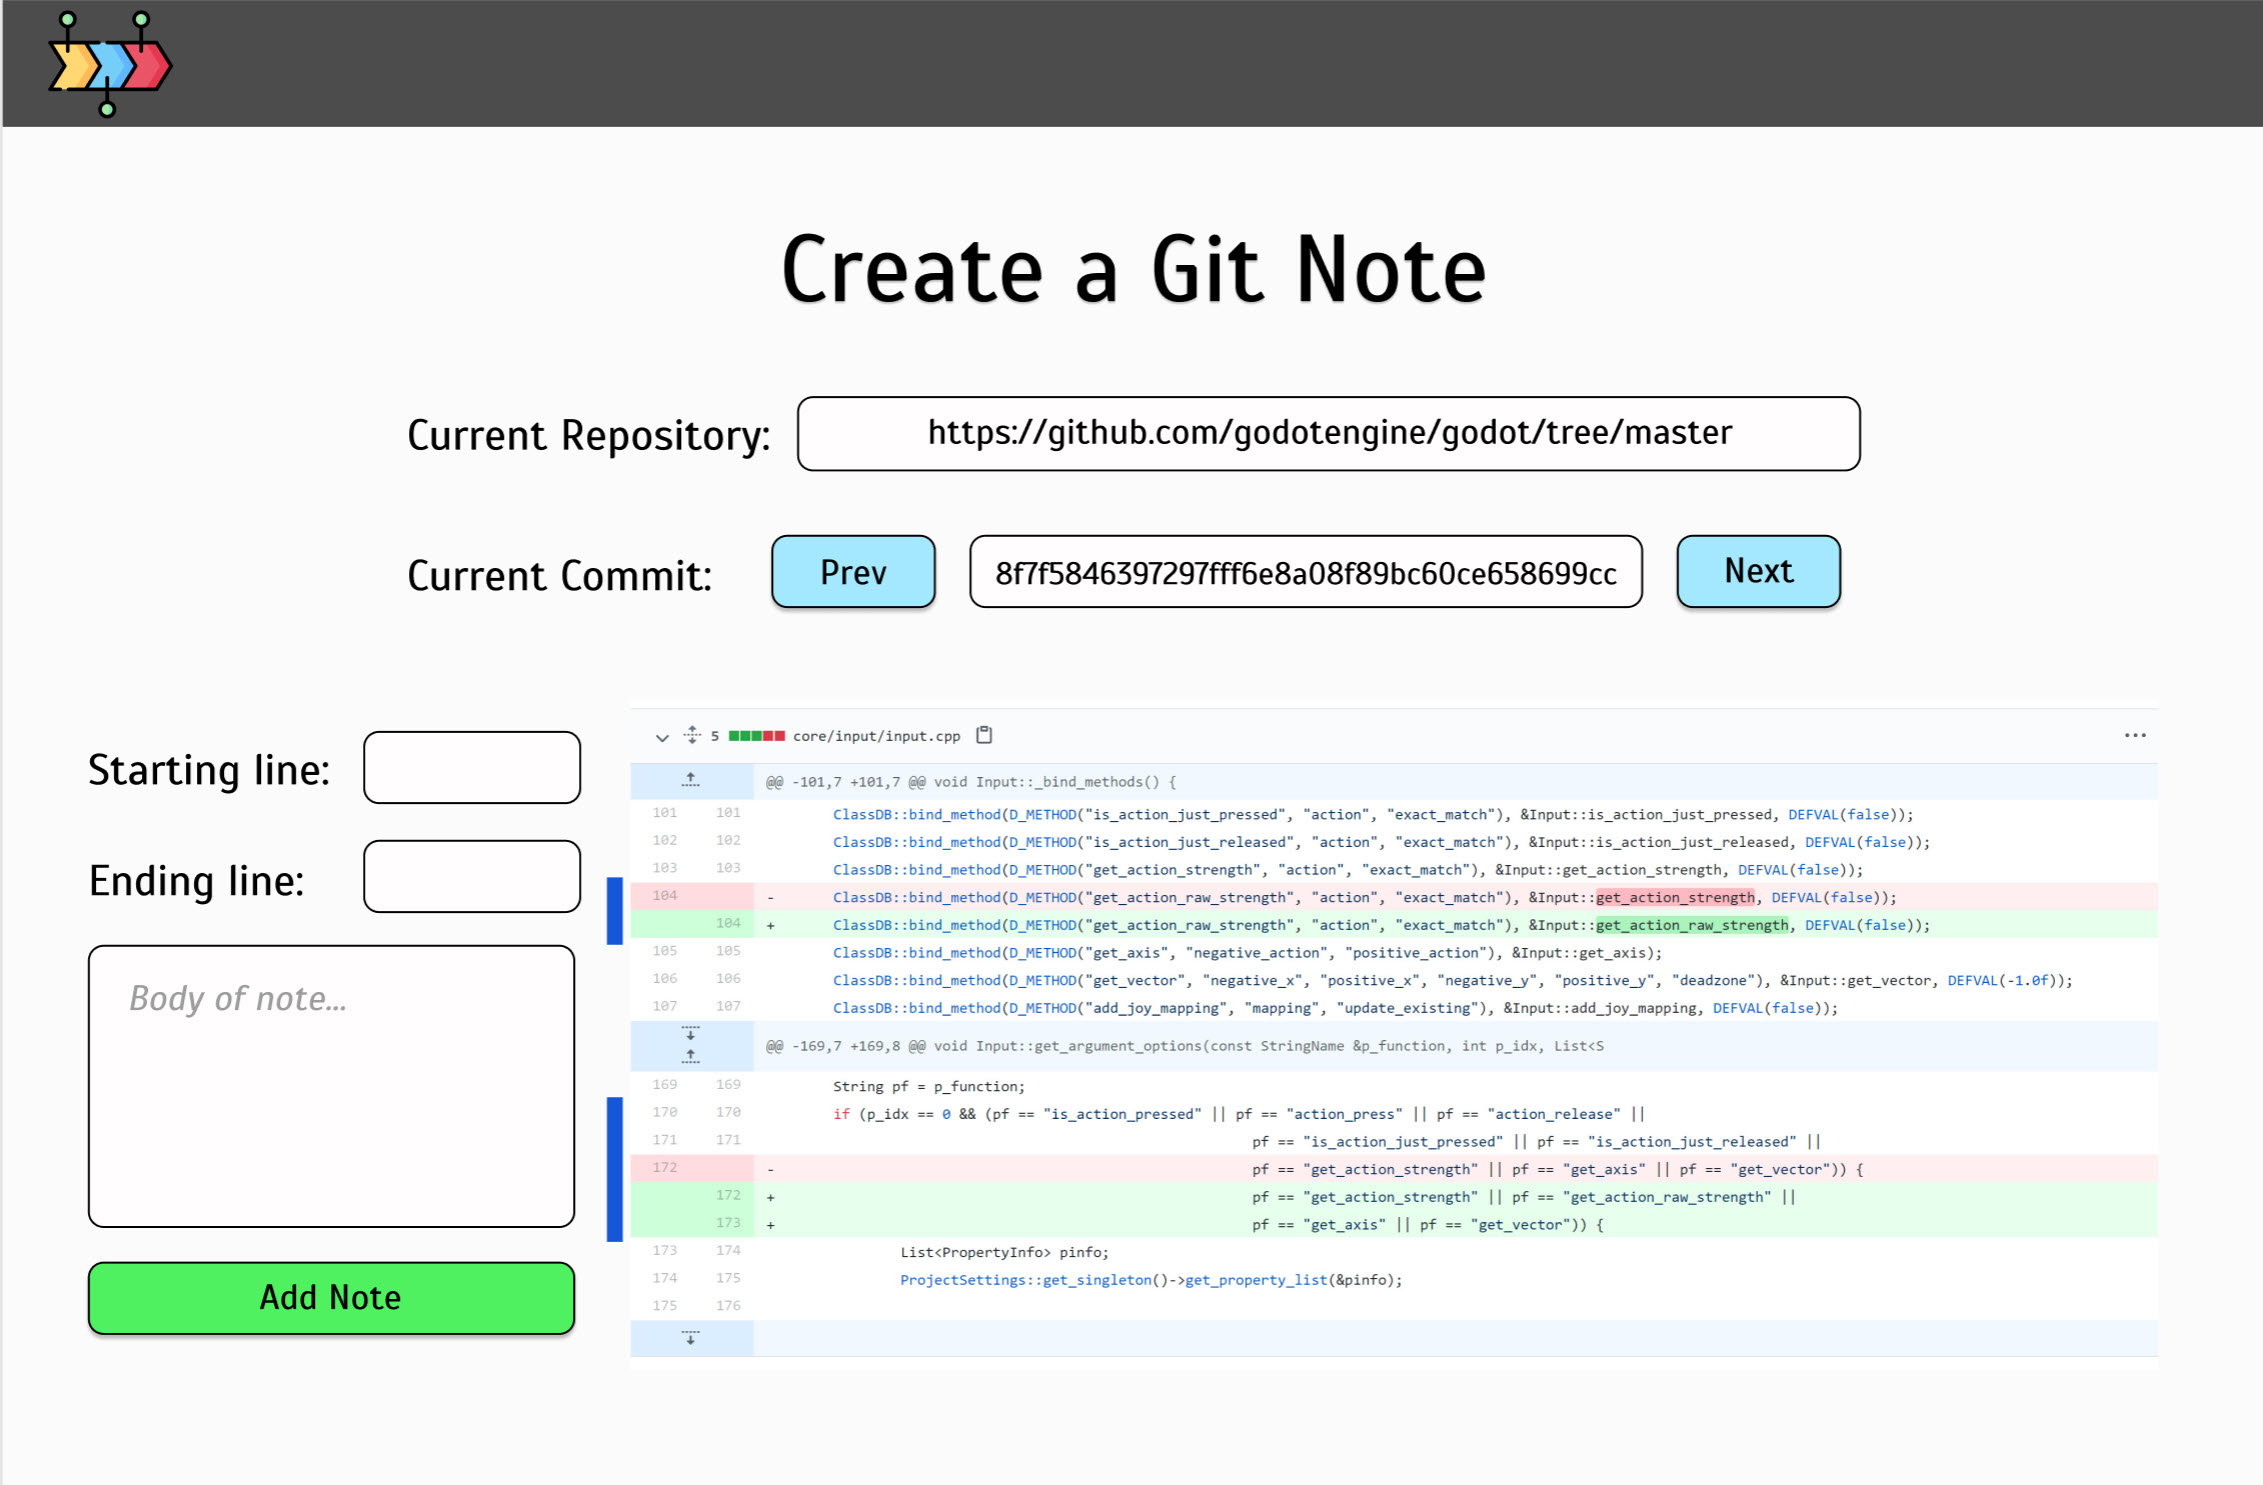 Create a Git Note
Current Repository: https://github.com/godotengine/godot/tree/master
Current Commit: Prev 8f7f5846397297fff6e8a08f89bc60ce658699cc Next
Starting line:
Ending line:
Body of note...
Add Note
5 core/input/input.cpp ...
@@ -101,7 +101,7 @@ void Input::_bind_methods() {
101 101 ClassDB::bind_method(D_METHOD("is_action_just_pressed", "action", "exact_match"), &Input::is_action_just_pressed, DEFVAL(false));
102 102 ClassDB::bind_method(D_METHOD("is_action_just_released", "action", "exact_match"), &Input::is_action_just_released, DEFVAL(false));
103 103 ClassDB::bind_method(D_METHOD("get_action_strength", "action", "exact_match"), &Input::get_action_strength, DEFVAL(false));
104 - ClassDB::bind_method(D_METHOD("get_action_raw_strength", "action", "exact_match"), &Input::get_action_strength, DEFVAL(false));
104 + ClassDB::bind_method(D_METHOD("get_action_raw_strength", "action", "exact_match"), &Input::get_action_raw_strength, DEFVAL(false));
105 105 ClassDB::bind_method(D_METHOD("get_axis", "negative_action", "positive_action"), &Input::get_axis);
106 106 ClassDB::bind_method(D_METHOD("get_vector", "negative_x", "positive_x", "negative_y", "positive_y", "deadzone"), &Input::get_vector, DEFVAL(-1.0f));
107 107 ClassDB::bind_method(D_METHOD("add_joy_mapping", "mapping", "update_existing"), &Input::add_joy_mapping, DEFVAL(false));
@@ -169,7 +169,8 @@ void Input::get_argument_options(const StringName &p_function, int p_idx, List<S
169 169 String pf = p_function;
170 170 if (p_idx == 0 && (pf == "is_action_pressed" || pf == "action_press" || pf == "action_release" ||
171 171 pf == "is_action_just_pressed" || pf == "is_action_just_released" ||
172 - pf == "get_action_strength" || pf == "get_axis" || pf == "get_vector")) {
172 + pf == "get_action_strength" || pf == "get_action_raw_strength" ||
173 + pf == "get_axis" || pf == "get_vector")) {
173 174 List<PropertyInfo> pinfo;
174 175 ProjectSettings::get_singleton()->get_property_list(&pinfo);
175 176